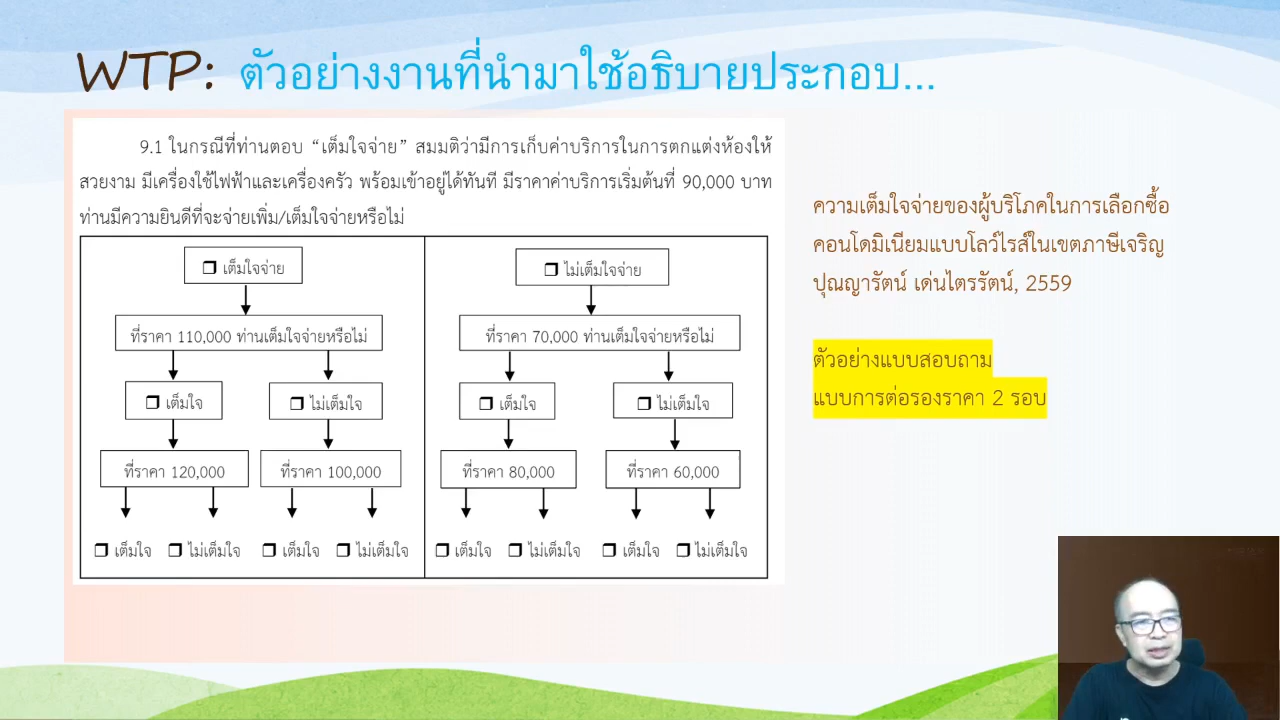 WTP: ตัวอย่างงานที่นำมาใช้อธิบายประกอบ...
9.1 ในกรณีที่ท่านตอบ “เต็มใจจ่าย” สมมติว่ามีการเก็บค่าบริการในการตกแต่งห้องให้
สวยงาม มีเครื่องใช้ไฟฟ้าและเครื่องครัว พร้อมเข้าอยู่ได้ทันที มีราคาค่าบริการเริ่มต้นที่ 90,000 บาท
ท่านมีความยินดีที่จะจ่ายเพิ่ม/เต็มใจจ่ายหรือไม่
❒ เต็มใจจ่าย ❒ ไม่เต็มใจจ่าย
ที่ราคา 110,000 ท่านเต็มใจจ่ายหรือไม่ ที่ราคา 70,000 ท่านเต็มใจจ่ายหรือไม่
❒ เต็มใจ ❒ ไม่เต็มใจ ❒ เต็มใจ ❒ ไม่เต็มใจ
ที่ราคา 120,000 ที่ราคา 100,000 ที่ราคา 80,000 ที่ราคา 60,000
❒ เต็มใจ ❒ ไม่เต็มใจ ❒ เต็มใจ ❒ ไม่เต็มใจ ❒ เต็มใจ ❒ ไม่เต็มใจ ❒ เต็มใจ ❒ ไม่เต็มใจ
ความเต็มใจจ่ายของผู้บริโภคในการเลือกซื้อ
คอนโดมิเนียมแบบโลว์ไรส์ในเขตภาษีเจริญ
ปุณญารัตน์ เด่นไตรรัตน์, 2559
ตัวอย่างแบบสอบถาม
แบบการต่อรองราคา 2 รอบ